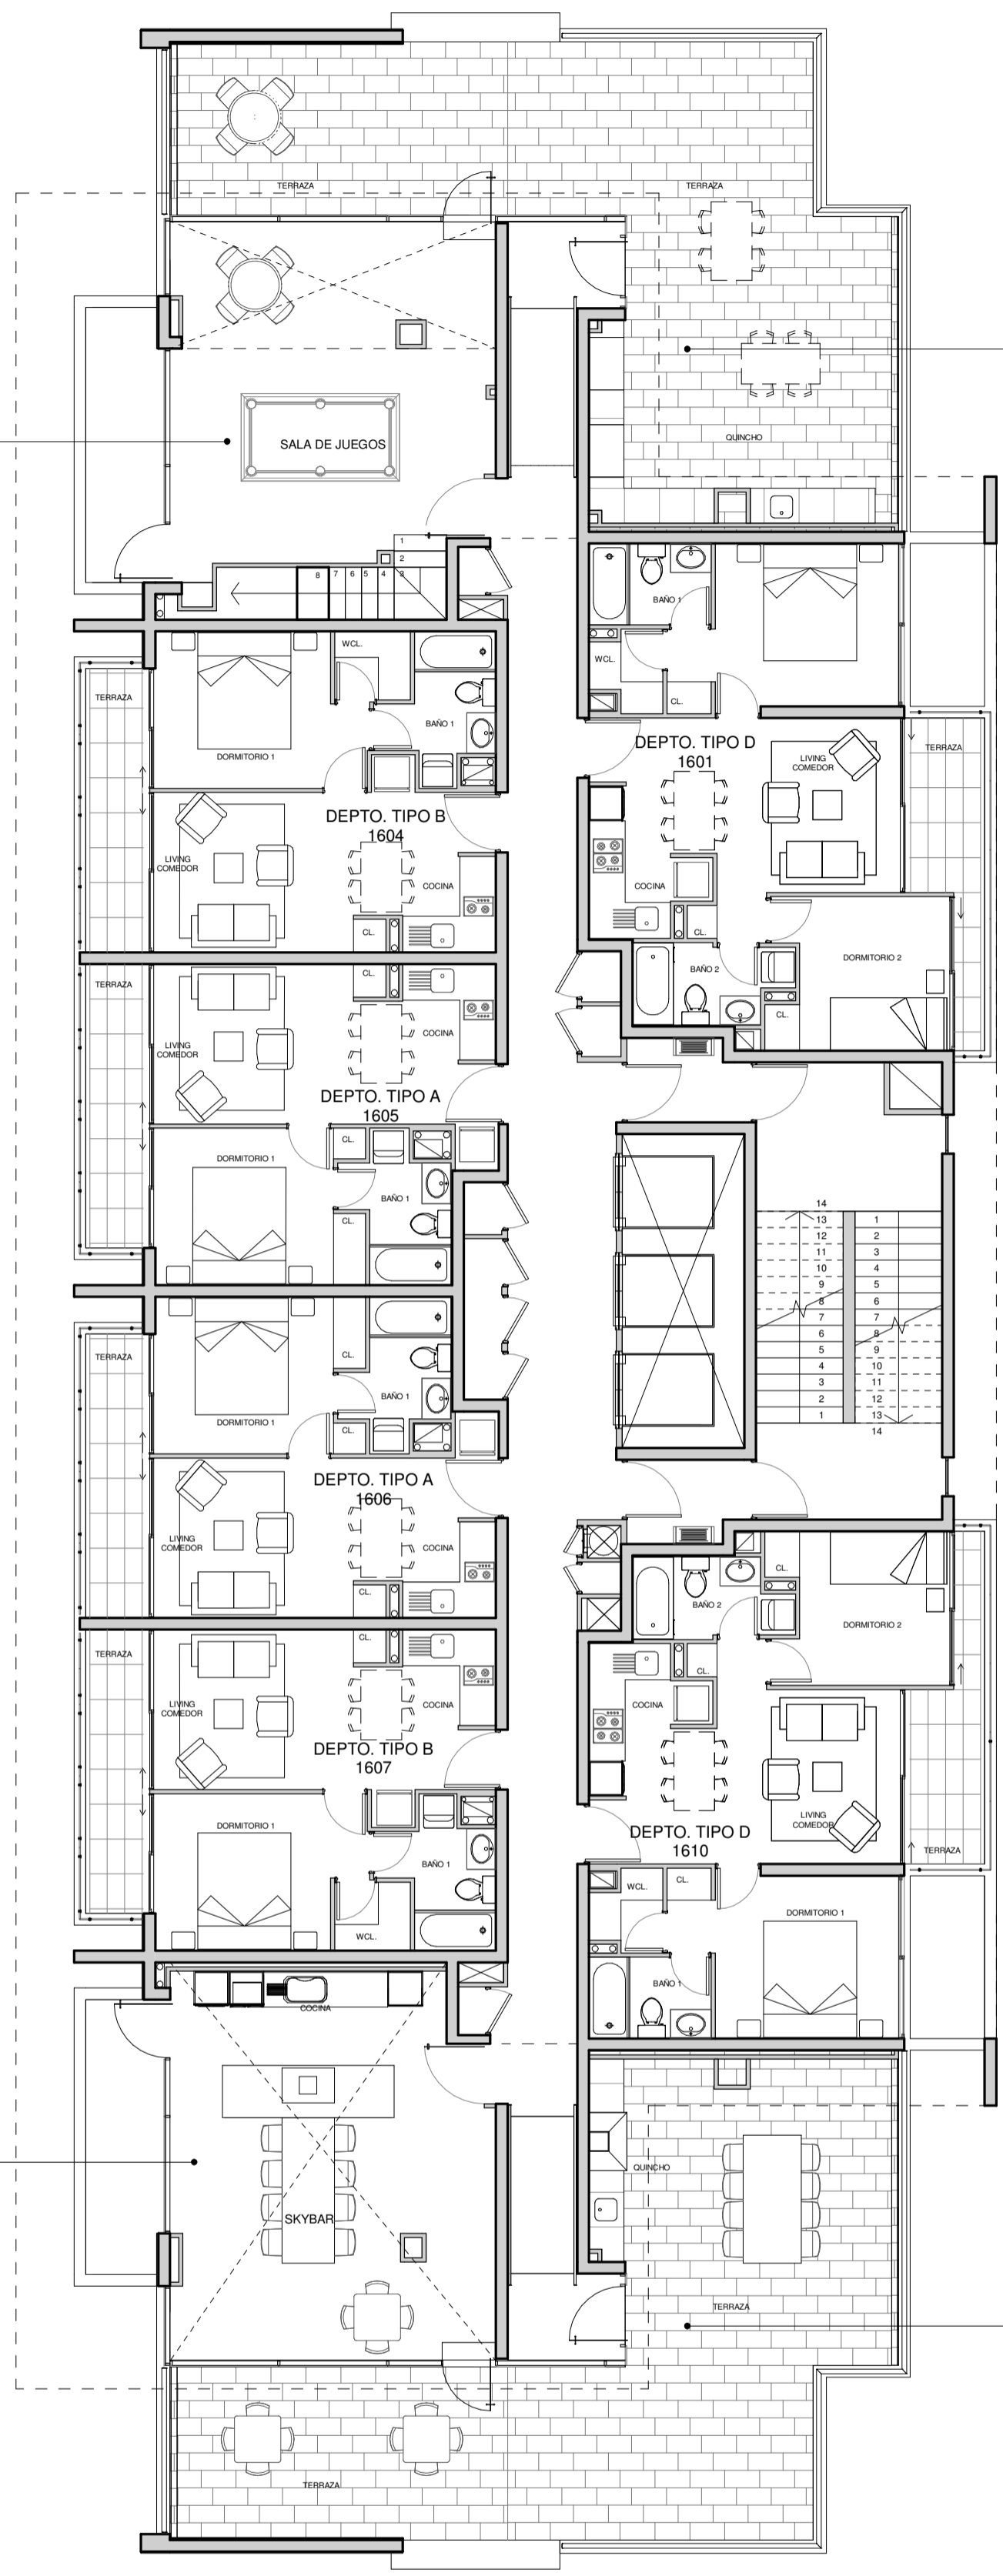 TERRAZA
TERRAZA
SALA DE JUEGOS
QUINCHO
1
2
3
4
5
6
7
8
BAÑO 1
WCL.
CL.
WCL.
TERRAZA
BAÑO 1
DORMITORIO 1
DEPTO. TIPO D
1601
LIVING
COMEDOR
TERRAZA
DEPTO. TIPO B
1604
LIVING
COMEDOR
COCINA
CL.
COCINA
CL.
BAÑO 2
DORMITORIO 2
CL.
TERRAZA
CL.
COCINA
LIVING
COMEDOR
DEPTO. TIPO A
1605
CL.
DORMITORIO 1
BAÑO 1
CL.
14
13
12
11
10
9
8
7
6
5
4
3
2
1
1
2
3
4
5
6
7
8
9
10
11
12
13
14
TERRAZA
CL.
BAÑO 1
DORMITORIO 1
CL.
DEPTO. TIPO A
1606
LIVING
COMEDOR
COCINA
CL.
CL.
BAÑO 2
DORMITORIO 2
TERRAZA
CL.
COCINA
LIVING
COMEDOR
DEPTO. TIPO B
1607
CL.
COCINA
LIVING
COMEDOR
DEPTO. TIPO D
1610
TERRAZA
DORMITORIO 1
BAÑO 1
WCL.
WCL.
CL.
DORMITORIO 1
BAÑO 1
COCINA
SKYBAR
QUINCHO
TERRAZA
TERRAZA